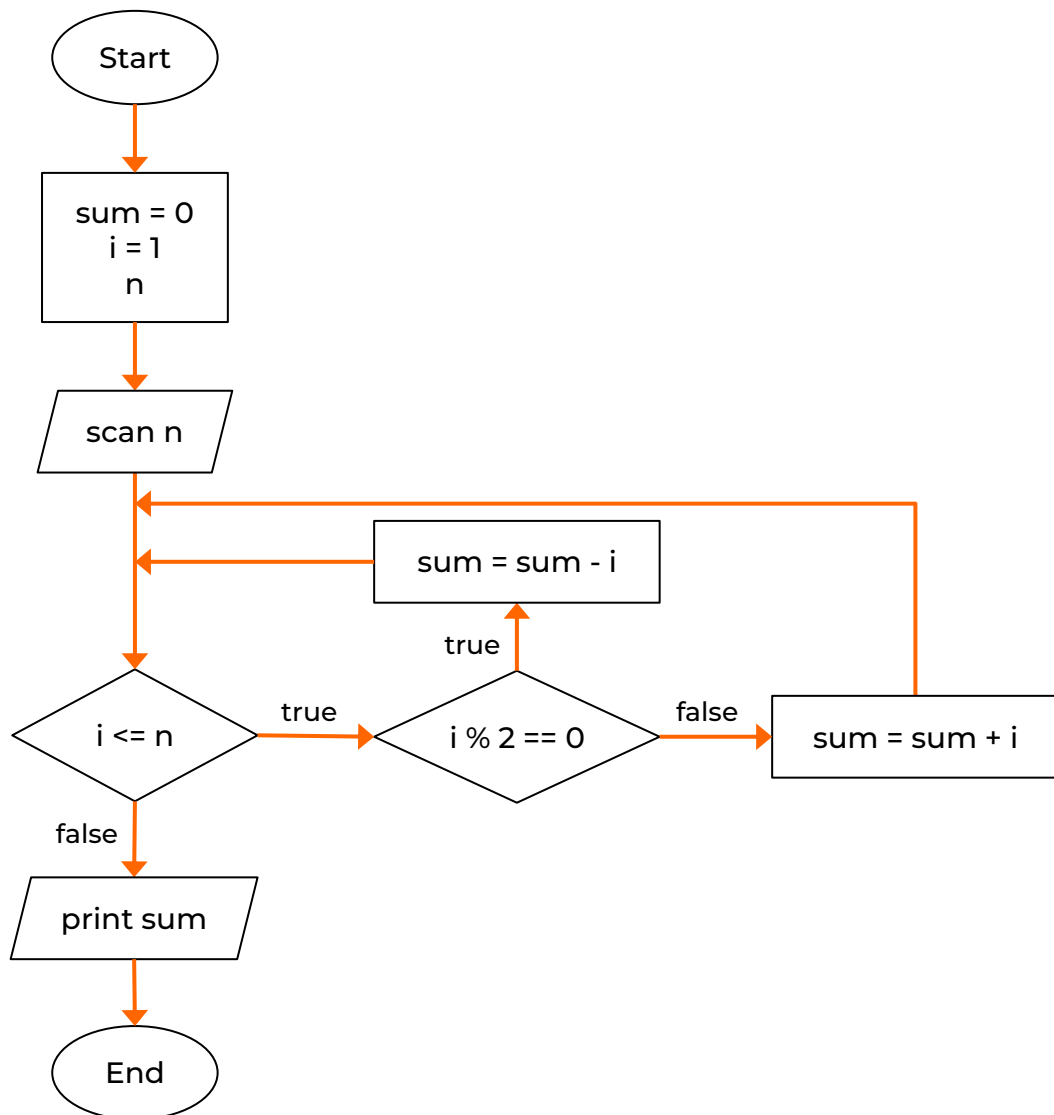 Start
sum = 0
i = 1
n
scan n
sum = sum - i
true
i <= n
true
i % 2 == 0
false
sum = sum + i
false
print sum
End